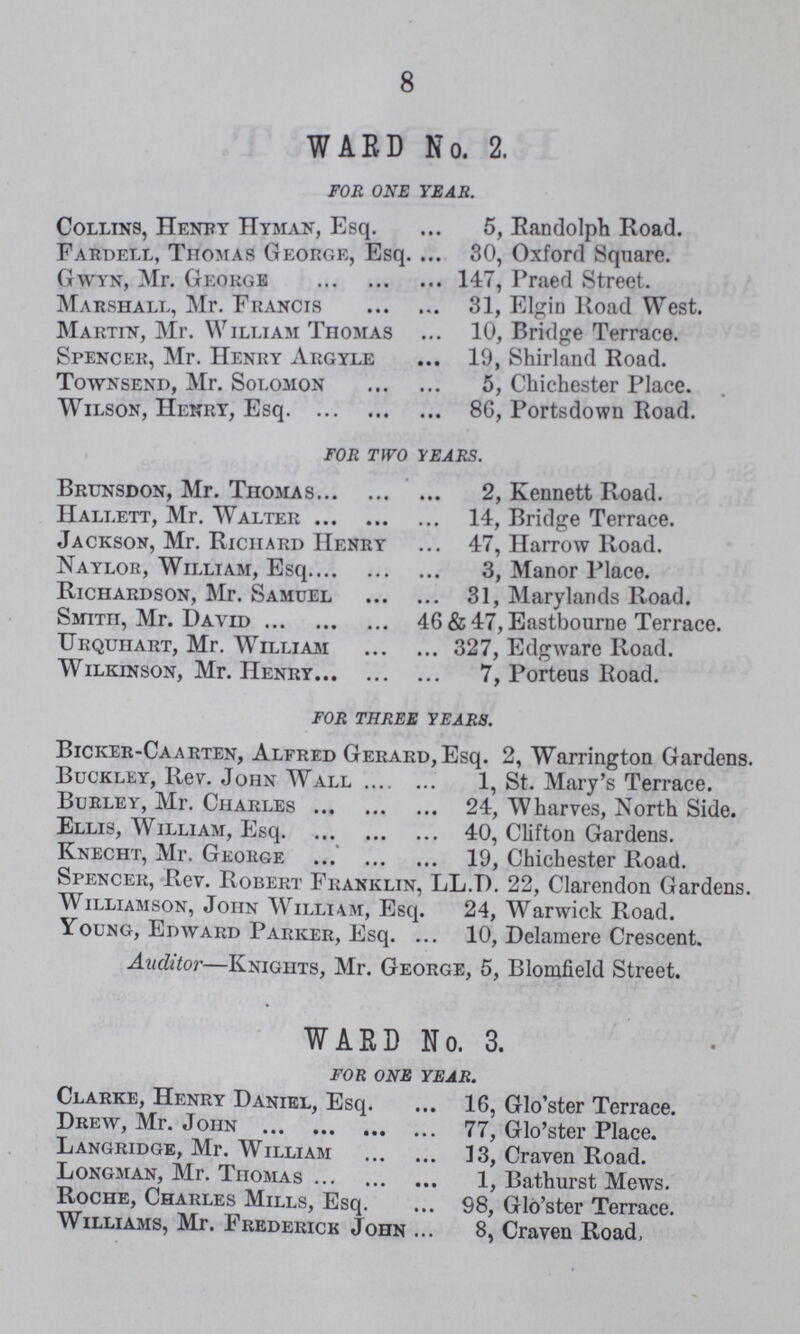 8
WARD No. 2.
FOR ONE YEAR.
COLLINS, HENRY HYMAN, Esq. ... 5, Randolph Road.
FARDELL, THOMAS GEORGE, Esq. ... 30, Oxford Square.
GWYN, Mr. GEORGE ... ... ... 147, Praed Street.
MARSHALL, Mr. FRANCIS ... ... 31, Elgin Road West.
MARTIN, Mr. WILLIAM THOMAS ... 10, Bridge Terrace.
SPENCER, Mr. HENRY ARGYLE ... 19, Shirland Road.
TOWNSEND, Mr. SOLOMON ... ... 5, Chichester Place.
WILSON, HENRY, Esq. ... ... ... 86, Portsdown Road.
FOR TWO YEARS.
BRUNSDON, Mr. THOMAS... ... ... 2, Kennett Road.
HALLETT, Mr. WALTER ... ... ... 14, Bridge Terrace.
JACKSON, Mr. RICHARD HENRY ... 47, Harrow Road.
NAYLOR, WILLIAM, Esq.... ... ... 3, Manor Place.
RICHARDSON, Mr. SAMUEL ... ... 31, Marylands Road.
SMITH, Mr. DAVID ... ... ... 46 & 47, Eastbourne Terrace.
URQUHART, Mr. WILLIAM ... ... 327, Edgware Road.
WILKINSON, Mr. HENRY... ... ... 7, Porteus Road.
FOR THREE YEARS.
BICKER-CAARTEN, ALFRED GERARD, Esq. 2, Warrington Gardens.
BUCKLEY, Rev. JOHN WALL .... ... 1, St. Mary's Terrace.
BURLEY, Mr. CHARLES ... ... ... 24, Wharves, North Side.
ELLIS, WILLIAM, Esq. ... ... ... 40, Clifton Gardens.
KNECHT, Mr. GEORGE ... ... ... 19, Chichester Road.
SPENCER, Rev. ROBERT FRANKLIN, LL.D. 22, Clarendon Gardens.
WILLIAMSON, JOHN WILLIAM, Esq. 24, Warwick Road.
YOUNG, EDWARD PARKER, Esq. ... 10, Delamere Crescent.
Auditor—KNIGHTS, Mr. GEORGE, 5, Blomfield Street.
WARD No. 3.
FOR ONE YEAR.
CLARKE, HENRY DANIEL, Esq. ... 16, Glo'ster Terrace.
DREW, Mr. JOHN ... ... ... ... 77, Glo'ster Place.
LANGRIDGE, Mr. WILLIAM ... ... 13, Craven Road.
LONGMAN, Mr. THOMAS ... ... ... 1, Bathurst Mews.
ROCHE, CHARLES MILLS, Esq. ... 98, Glo'ster Terrace.
WILLIAMS, Mr. FREDERICK JOHN ... 8, Craven Road,